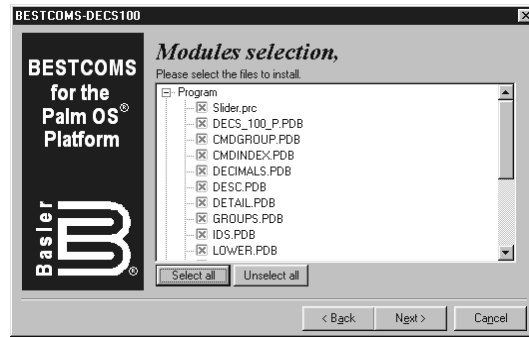 BESTCOMS-DECS100
BESTCOMS
for the
Palm OS®
Platform
Basler
®
Modules selection,
Please select the files to install.
Program
Slider.prc
DECS_100_P.PDB
CMDGROUP.PDB
CMDINDEX.PDB
DECIMALS.PDB
DESC.PDB
DETAIL.PDB
GROUPS.PDB
IDS.PDB
LOWER.PDB
Select all
Unselect all
< Back
Next >
Cancel